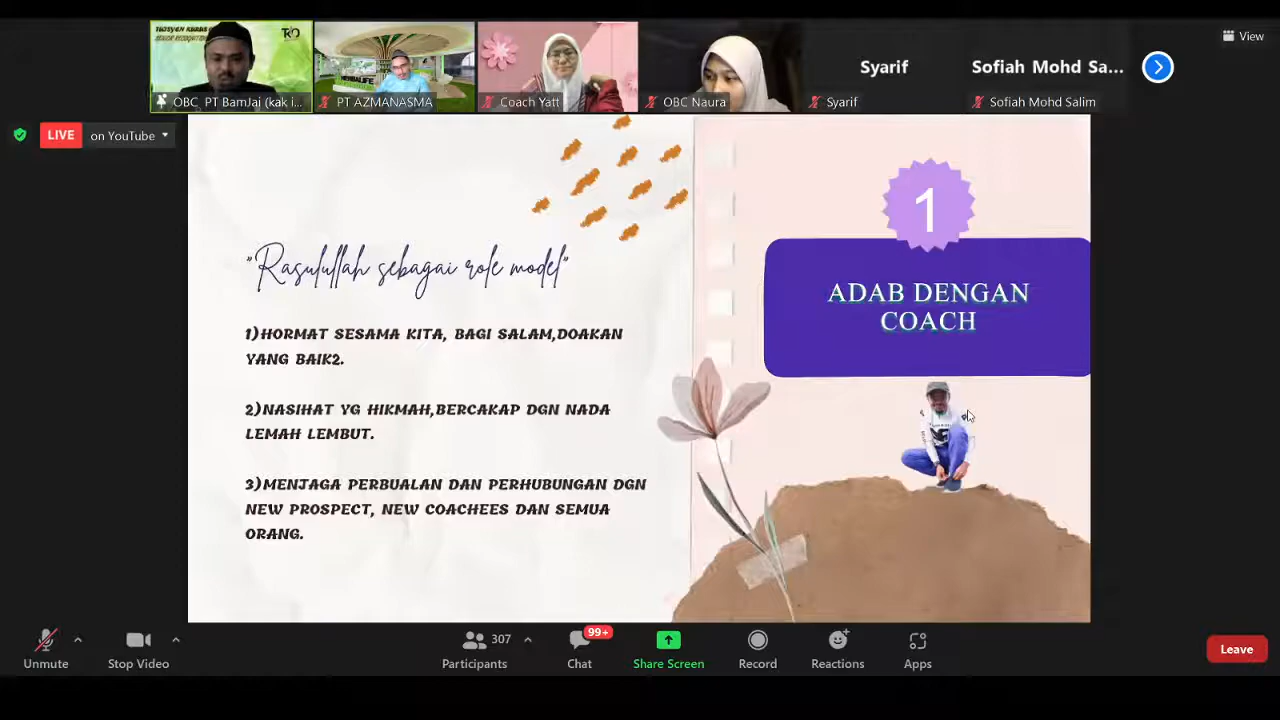 TRO
View
OBC_PT BamJai (kak i...
PT AZMANASMA
Coach Yatt
OBC Naura
Syarif
Syarif
Sofiah Mohd Sa...
Sofiah Mohd Salim
LIVE on YouTube
"Rasulullah sebagai role model"
1)HORMAT SESAMA KITA, BAGI SALAM,DOAKAN
YANG BAIK2.
2)NASIHAT YG HIKMAH,BERCAKAP DGN NADA
LEMAH LEMBUT.
3)MENJAGA PERBUALAN DAN PERHUBUNGAN DGN
NEW PROSPECT, NEW COACHEES DAN SEMUA
ORANG.
1
ADAB DENGAN
COACH
Unmute
Stop Video
307
Participants
99+
Chat
Share Screen
Record
Reactions
Apps
Leave